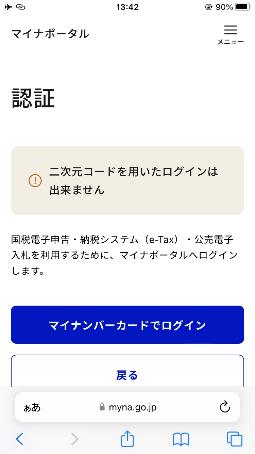 13:42
90%
マイナポータル
メニュー
認証
二次元コードを用いたログインは
出来ません
国税電子申告・納税システム（e-Tax）・公売電子
入札を利用するために、マイナポータルへログイン
します。
マイナンバーカードでログイン
戻る
ぁあ
myna.go.jp